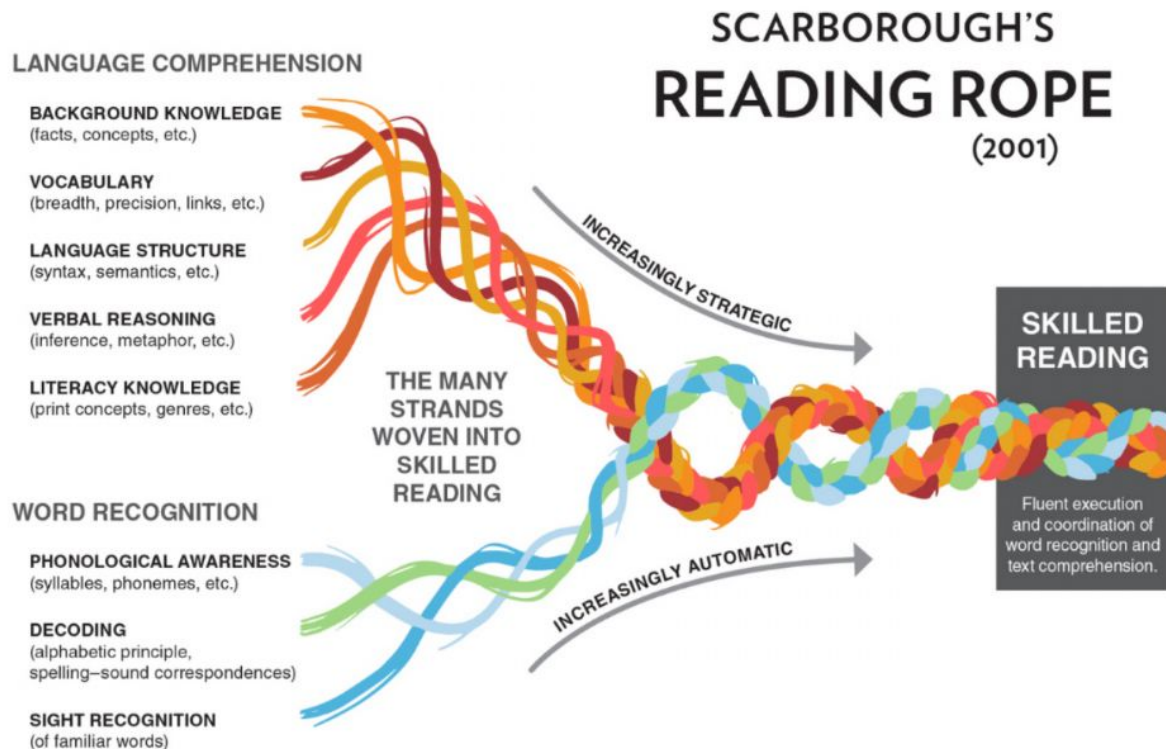 SCARBOROUGH'S
READING ROPE
(2001)
LANGUAGE COMPREHENSION
BACKGROUND KNOWLEDGE
(facts, concepts, etc.)
VOCABULARY
(breadth, precision, links, etc.)
LANGUAGE STRUCTURE
(syntax, semantics, etc.)
VERBAL REASONING
(inference, metaphor, etc.)
LITERACY KNOWLEDGE
(print concepts, genres, etc.)
THE MANY
STRANDS
WOVEN INTO
SKILLED
READING
WORD RECOGNITION
PHONOLOGICAL AWARENESS
(syllables, phonemes, etc.)
DECODING
(alphabetic principle,
spelling–sound correspondences)
SIGHT RECOGNITION
(of familiar words)
INCREASINGLY STRATEGIC
INCREASINGLY AUTOMATIC
SKILLED
READING
Fluent execution
and coordination of
word recognition and
text comprehension.